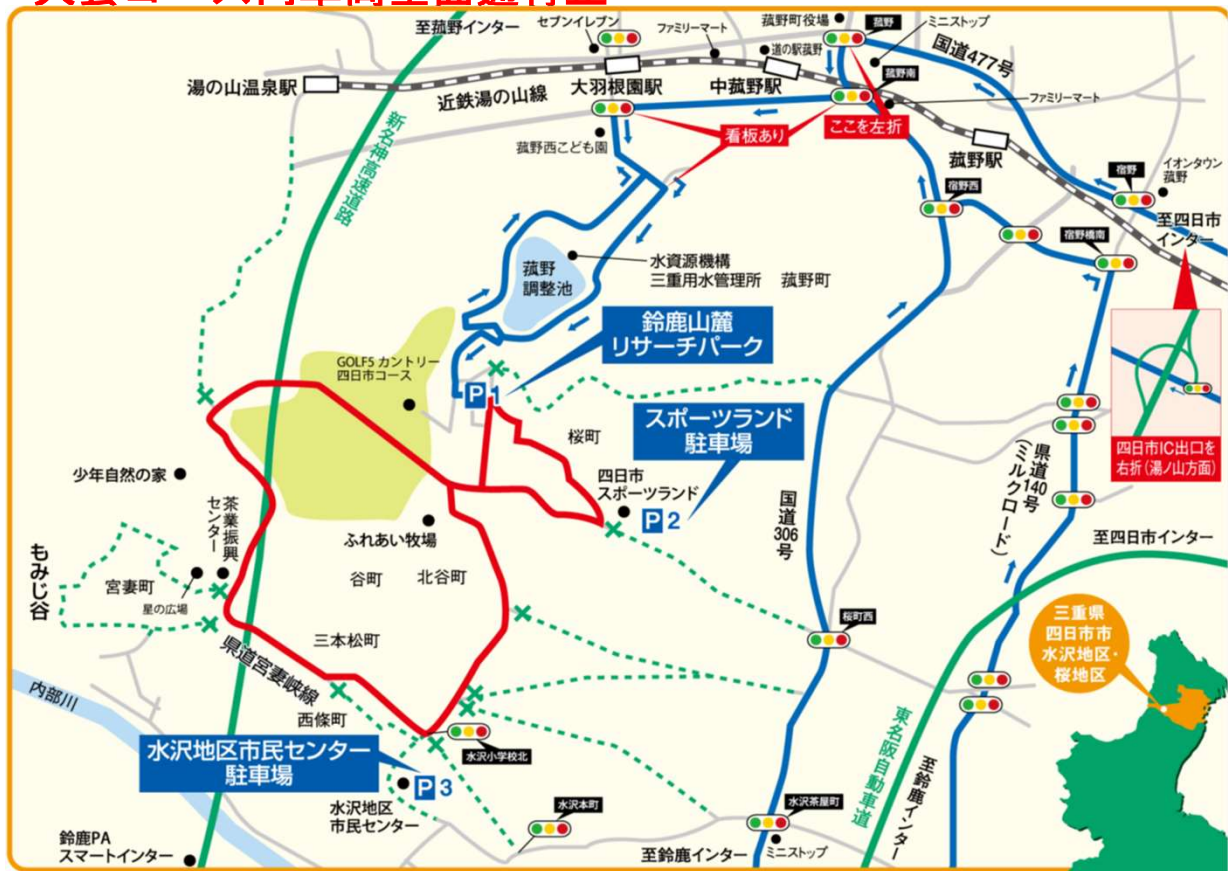 大会コース内車両全面通行止
至菰野インター
セブンイレブン
ファミリーマート
菰野町役場
道の駅菰野
菰野
ミニストップ
国道477号
湯の山温泉駅
近鉄湯の山線
大羽根園駅
中菰野駅
菰野南
ファミリーマート
看板あり
ここを左折
菰野駅
新名神高速道路
菰野西こども園
宿野西
宿野
イオンタウン
菰野
至四日市
インター
宿野橋南
菰野
調整池
水資源機構
三重用水管理所
菰野町
鈴鹿山麓
リサーチパーク
GOLF5 カントリー
四日市コース
P 1
桜町
スポーツランド
駐車場
四日市
スポーツランド
P 2
四日市IC出口を
右折(湯ノ山方面)
県道140号
(ミルクロード)
国道306号
少年自然の家
茶業振興
センター
ふれあい牧場
もみじ谷
宮妻町
星の広場
谷町
北谷町
三本松町
県道宮妻峡線
至四日市インター
桜町西
三重県
四日市市
水沢地区・
桜地区
内部川
西條町
水沢小学校北
水沢地区市民センター
駐車場
P 3
水沢地区
市民センター
水沢本町
水沢茶屋町
ミニストップ
東名阪自動車道
至鈴鹿インター
鈴鹿PA
スマートインター
至鈴鹿インター